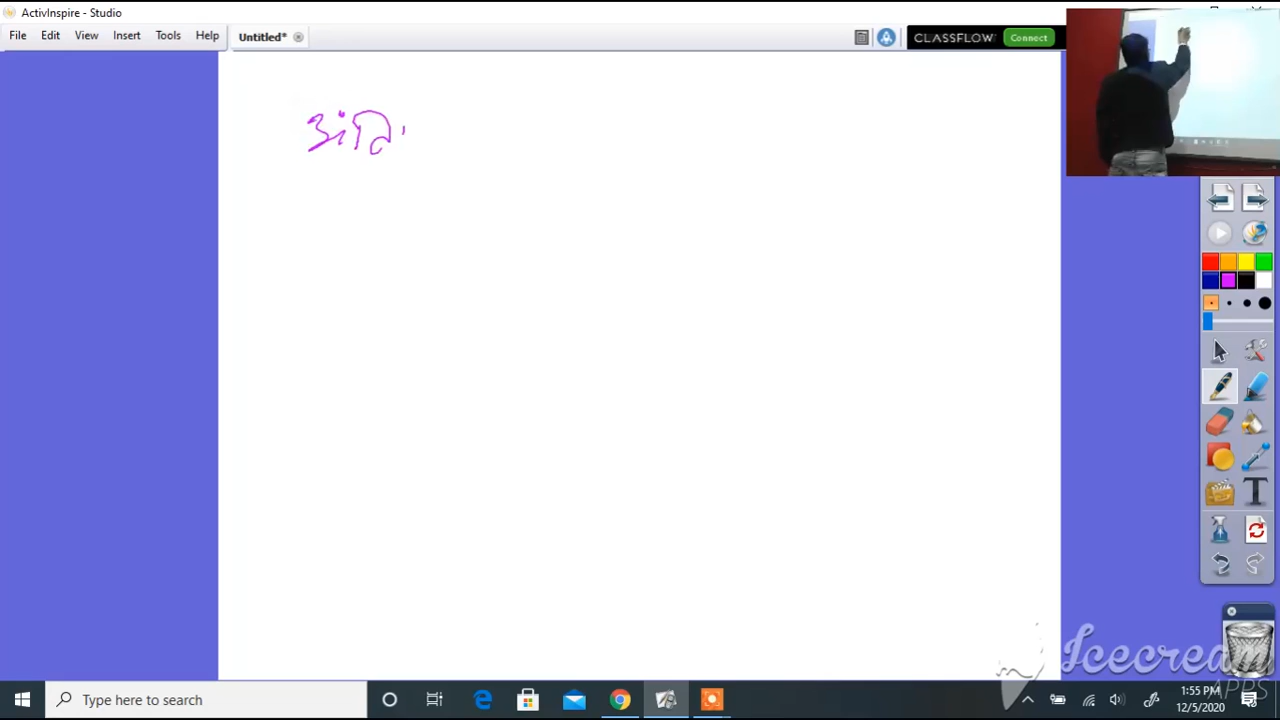 ActivInspire - Studio
File Edit View Insert Tools Help Untitled* CLASSFLOW Connect
Icecream
APPS
Type here to search
1:55 PM
12/5/2020